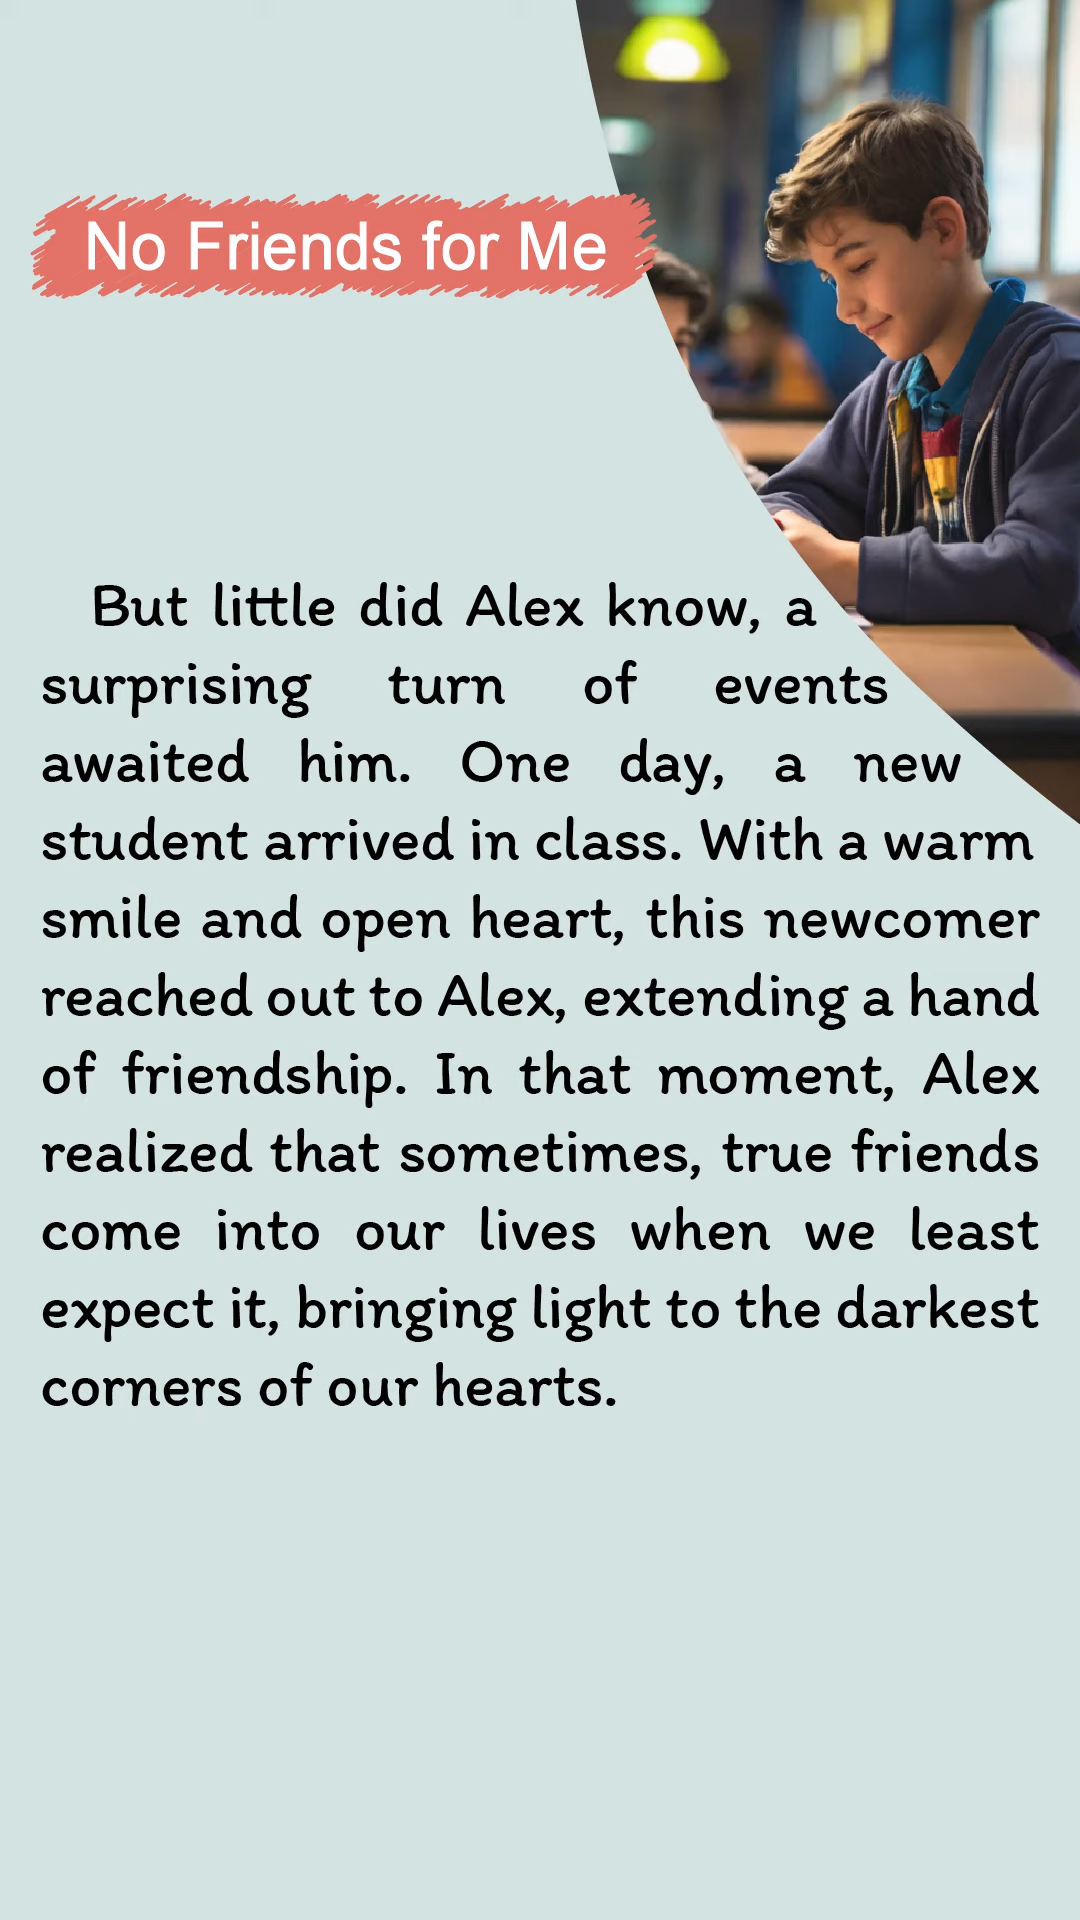 No Friends for Me
But little did Alex know, a
surprising turn of events
awaited him. One day, a new
student arrived in class. With a warm
smile and open heart, this newcomer
reached out to Alex, extending a hand
of friendship. In that moment, Alex
realized that sometimes, true friends
come into our lives when we least
expect it, bringing light to the darkest
corners of our hearts.